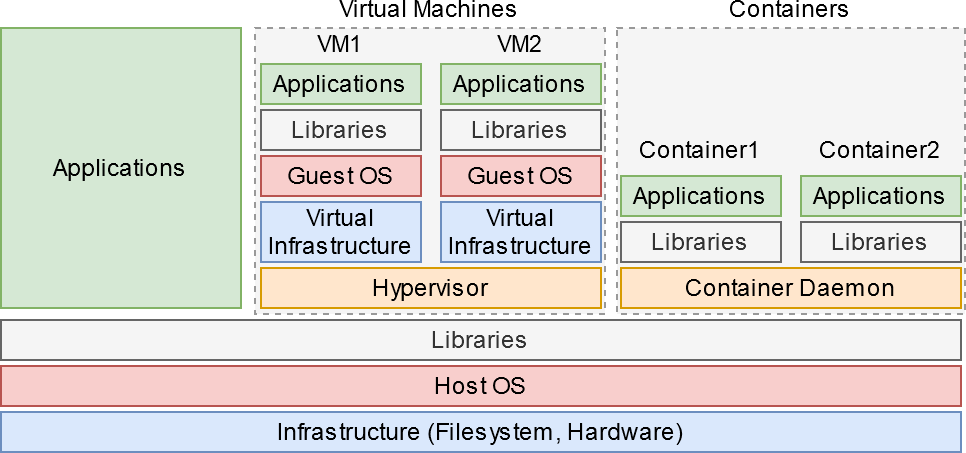 Virtual Machines
Containers
Applications
VM1
VM2
Applications
Applications
Libraries
Libraries
Guest OS
Guest OS
Virtual
Infrastructure
Virtual
Infrastructure
Hypervisor
Container1
Container2
Applications
Applications
Libraries
Libraries
Container Daemon
Libraries
Host OS
Infrastructure (Filesystem, Hardware)